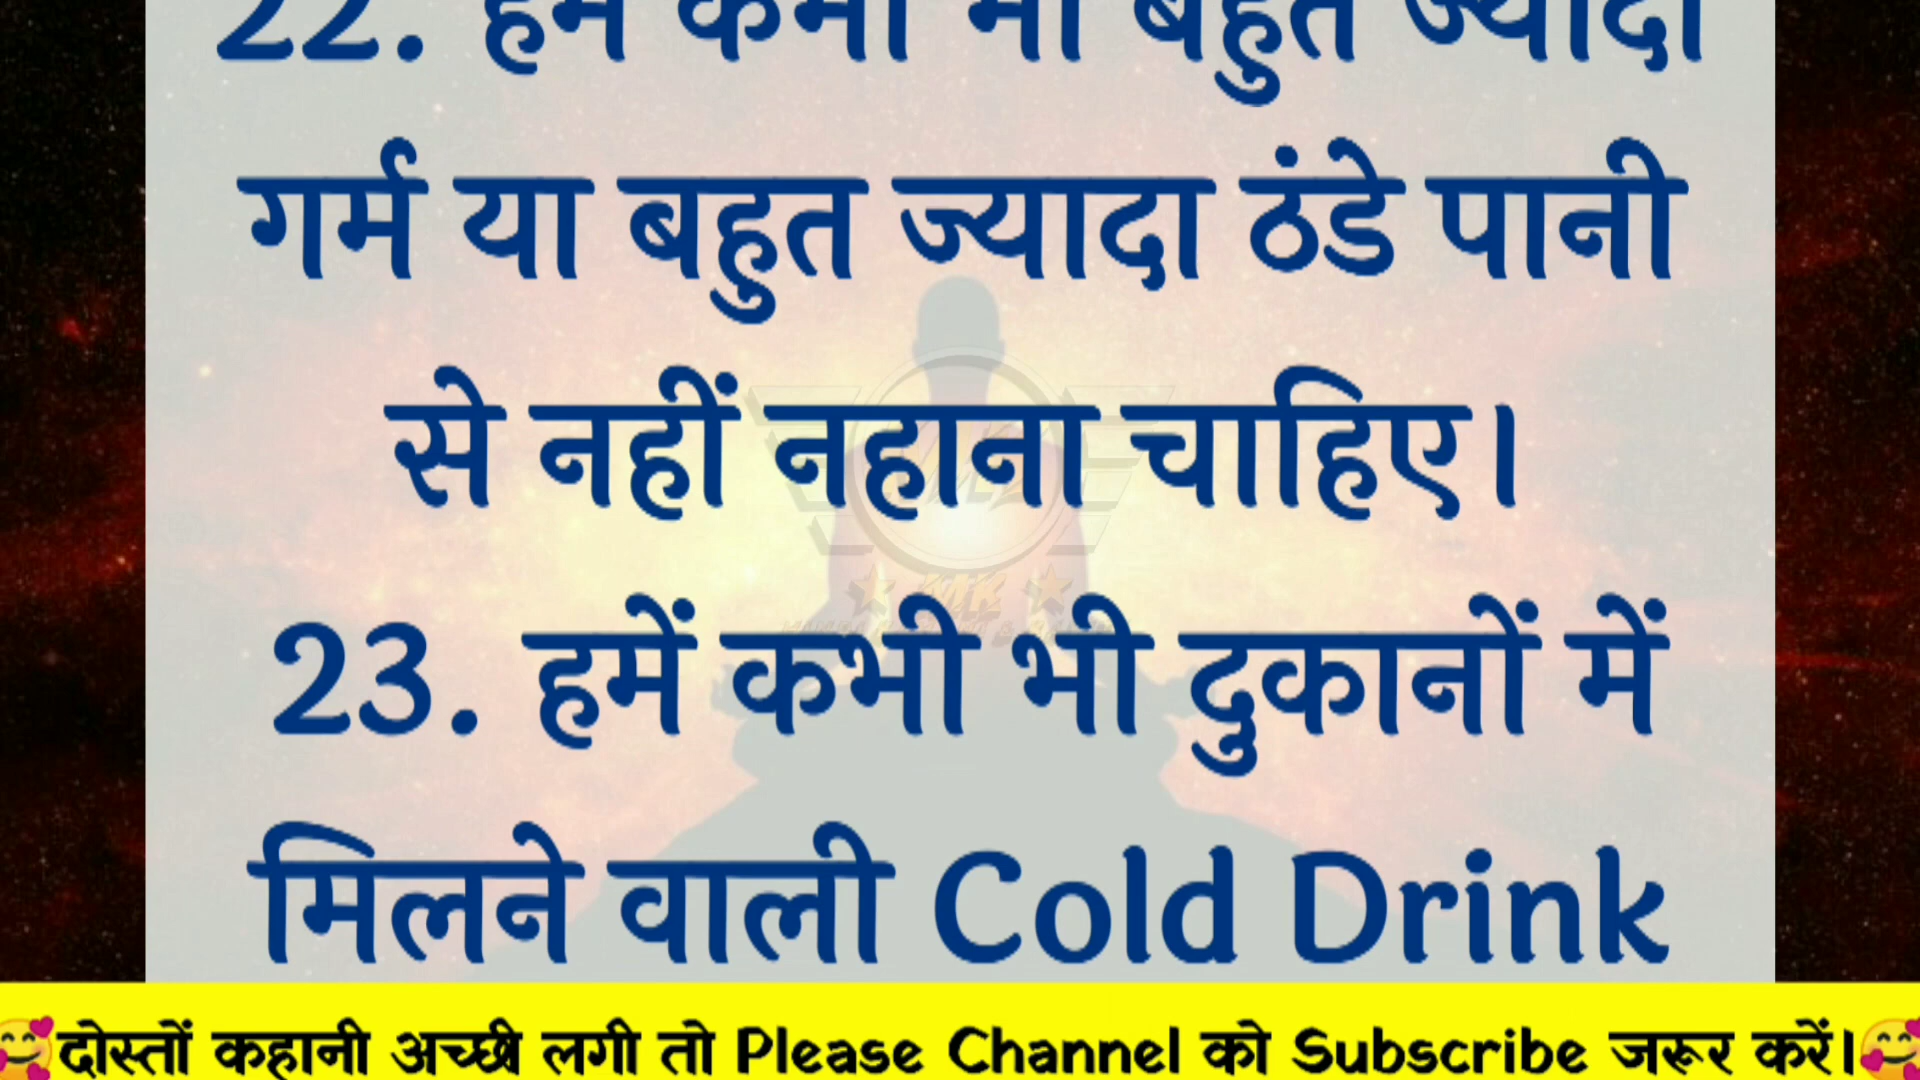 22. हमें कभी भी बहुत ज्यादा
गर्म या बहुत ज्यादा ठंडे पानी
से नहीं नहाना चाहिए।
MK
23. हमें कभी भी दुकानों में
मिलने वाली Cold Drink
🥰दोस्तों कहानी अच्छी लगी तो Please Channel को Subscribe जरूर करें।🥰